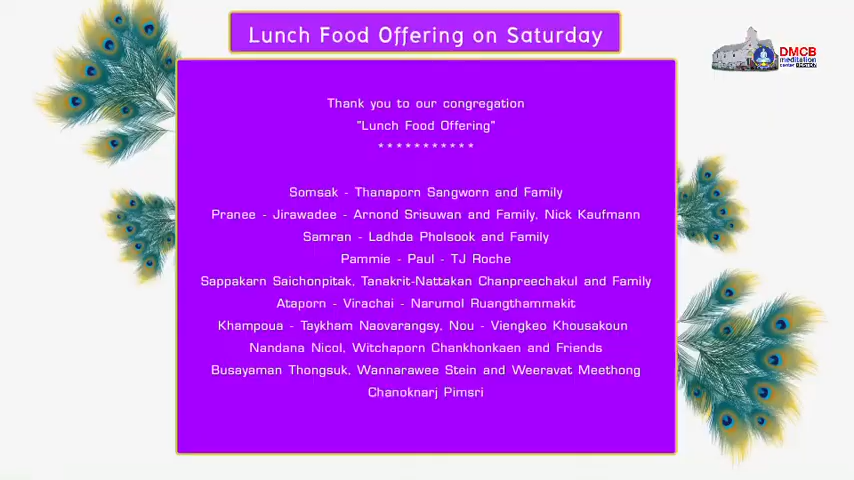 Lunch Food Offering on Saturday
DMCB
meditation
center BOSTON
Thank you to our congregation
"Lunch Food Offering"
***********
Somsak - Thanaporn Sangworn and Family
Pranee - Jirawadee - Arnond Srisuwan and Family, Nick Kaufmann
Samran - Ladhda Pholsook and Family
Pammie - Paul - TJ Roche
Sappakarn Saichonpitak, Tanakrit-Nattakan Chanpreechakul and Family
Ataporn - Virachai - Narumol Ruangthammakit
Khampoua - Taykham Naovarangsy, Nou - Viengkeo Khousakoun
Nandana Nicol, Witchaporn Chankhonkaen and Friends
Busayaman Thongsuk, Wannarawee Stein and Weeravat Meethong
Chanoknarj Pimsri